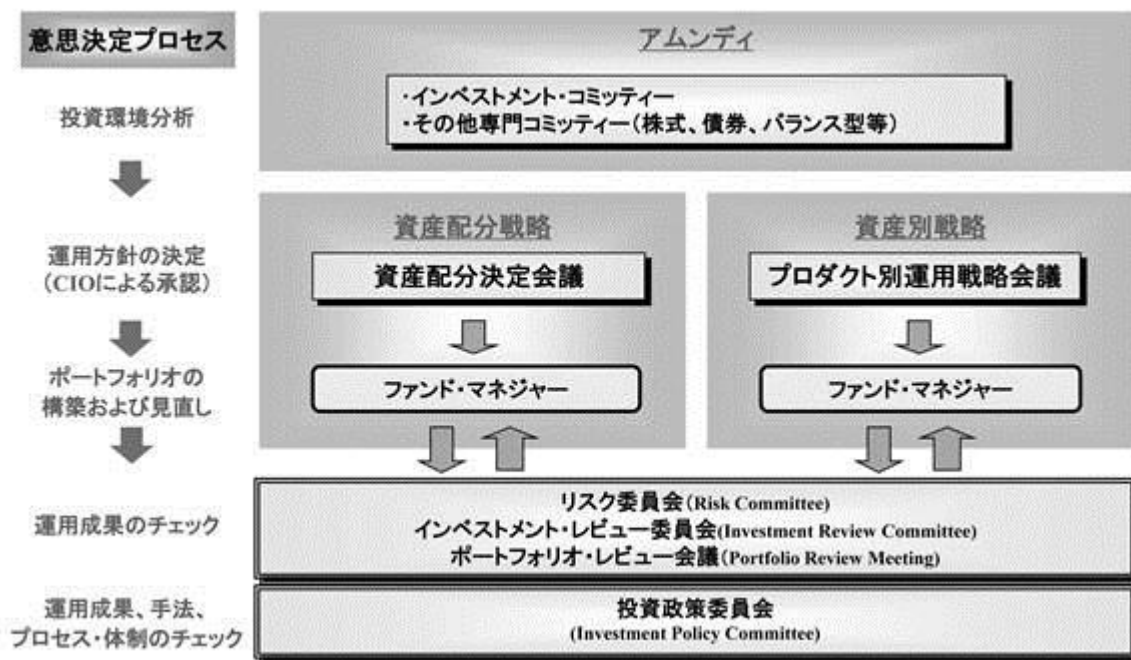 意思決定プロセス
アムンディ
・インベストメント・コミッティー
・その他専門コミッティー（株式、債券、バランス型等）
投資環境分析
資産配分戦略
資産別戦略
運用方針の決定
（CIOによる承認）
資産配分決定会議
プロダクト別運用戦略会議
ポートフォリオの
構築および見直し
ファンド・マネジャー
ファンド・マネジャー
運用成果のチェック
リスク委員会（Risk Committee）
インベストメント・レビュー委員会（Investment Review Committee）
ポートフォリオ・レビュー会議（Portfolio Review Meeting）
運用成果、手法、
プロセス・体制のチェック
投資政策委員会
(Investment Policy Committee)